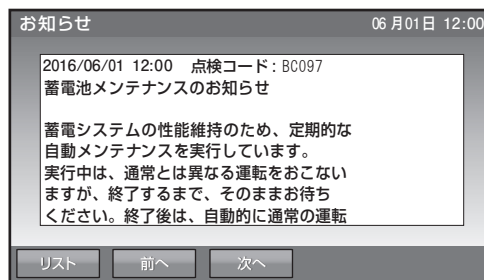 お知らせ 06月01日 12:00
2016/06/01 12:00 点検コード：BC097
蓄電池メンテナンスのお知らせ
蓄電システムの性能維持のため、定期的な
自動メンテナンスを実行しています。
実行中は、通常とは異なる運転をおこない
ますが、終了するまで、そのままお待ち
ください。終了後は、自動的に通常の運転
リスト 前へ 次へ